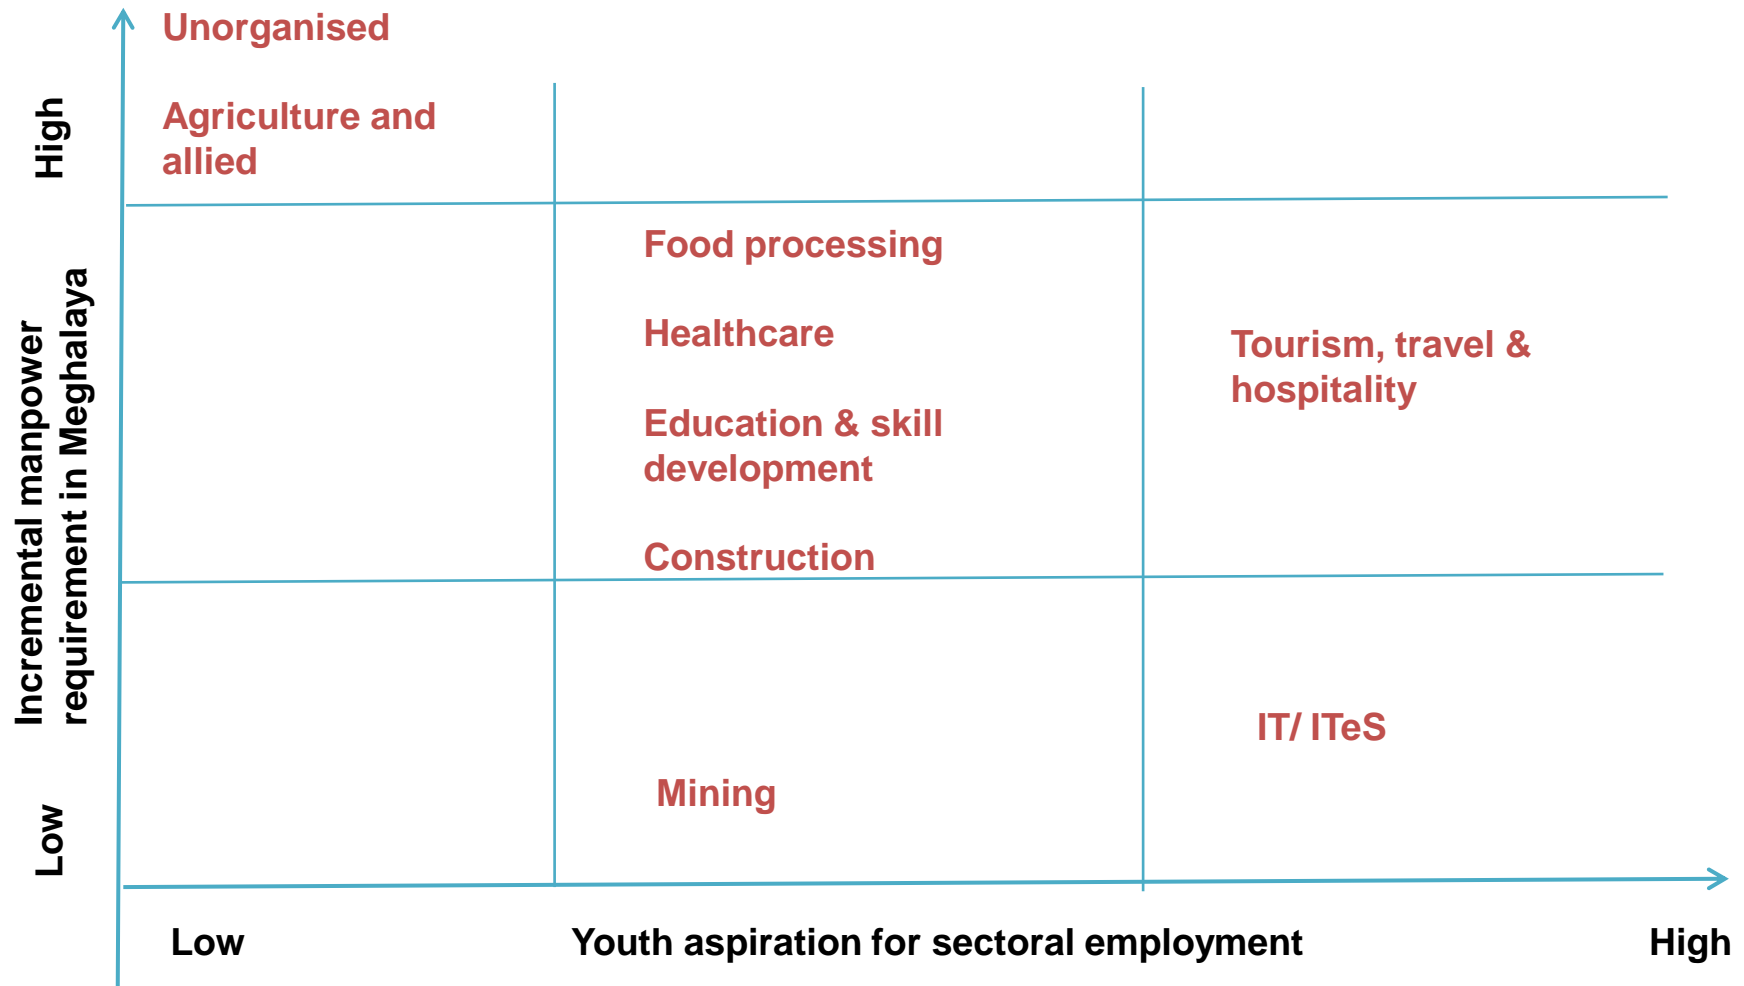 Unorganised
Agriculture and
allied
High
Food processing
Healthcare
Education & skill
development
Construction
Tourism, travel &
hospitality
Incremental manpower
requirement in Meghalaya
IT/ ITeS
Mining
Low
Low
Youth aspiration for sectoral employment
High